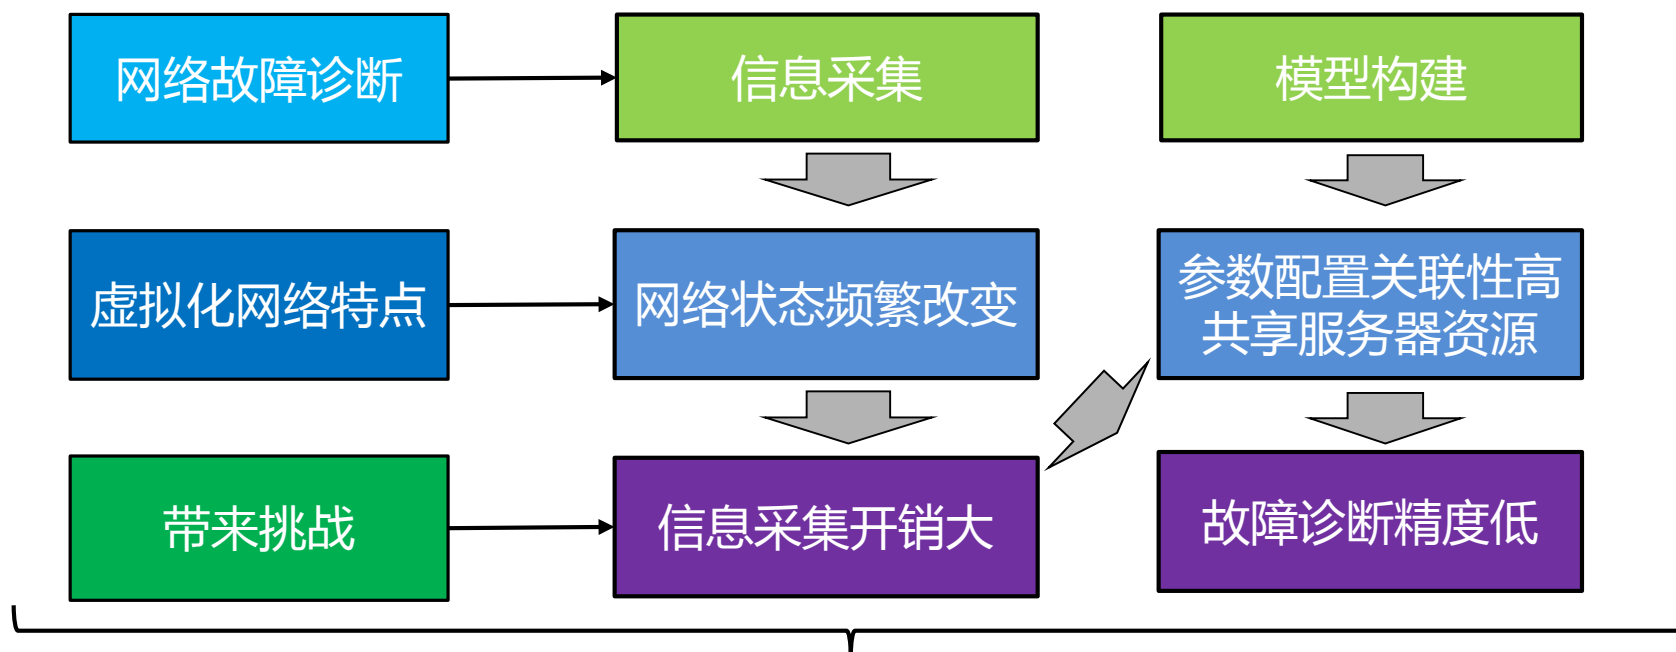 网络故障诊断
信息采集
模型构建
虚拟化网络特点
网络状态频繁改变
参数配置关联性高
共享服务器资源
带来挑战
信息采集开销大
故障诊断精度低